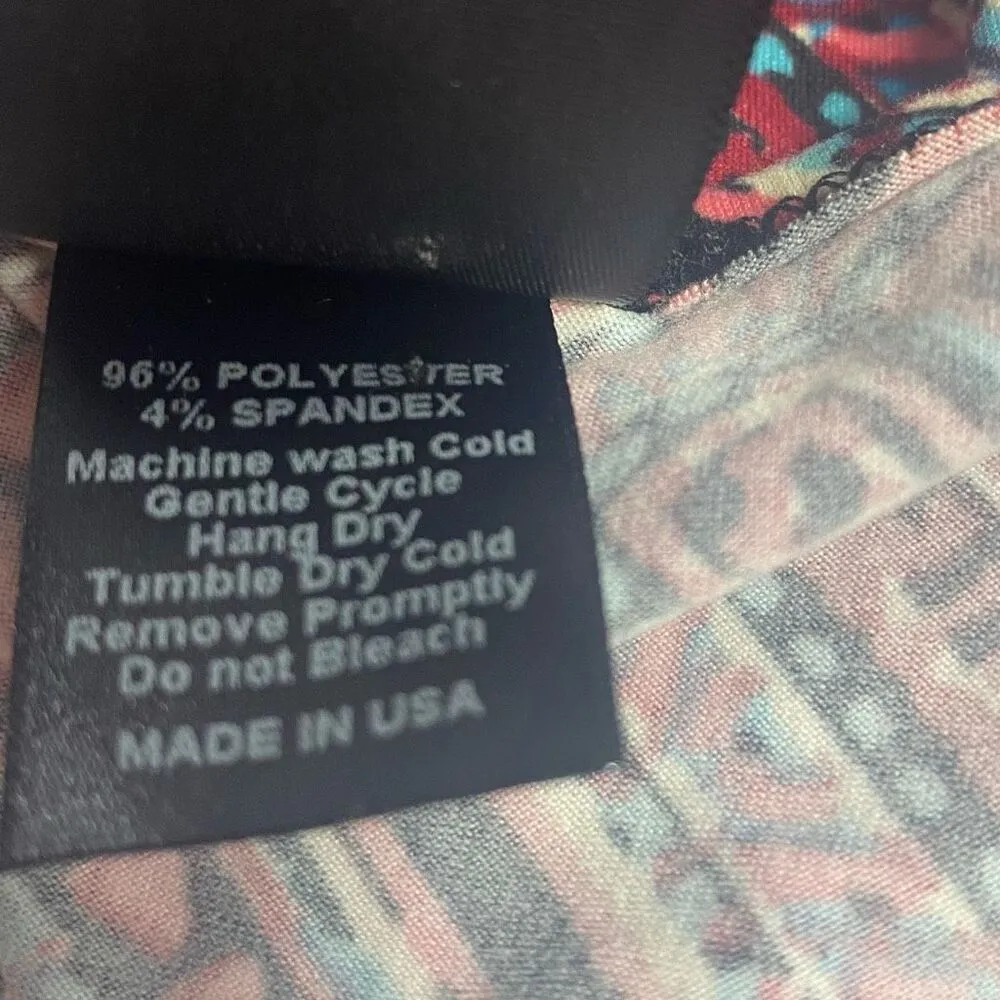 96% POLYESTER
4% SPANDEX
Machine wash Cold
Gentle Cycle
Hang Dry
Tumble Dry Cold
Remove Promptly
Do not Bleach
MADE IN USA